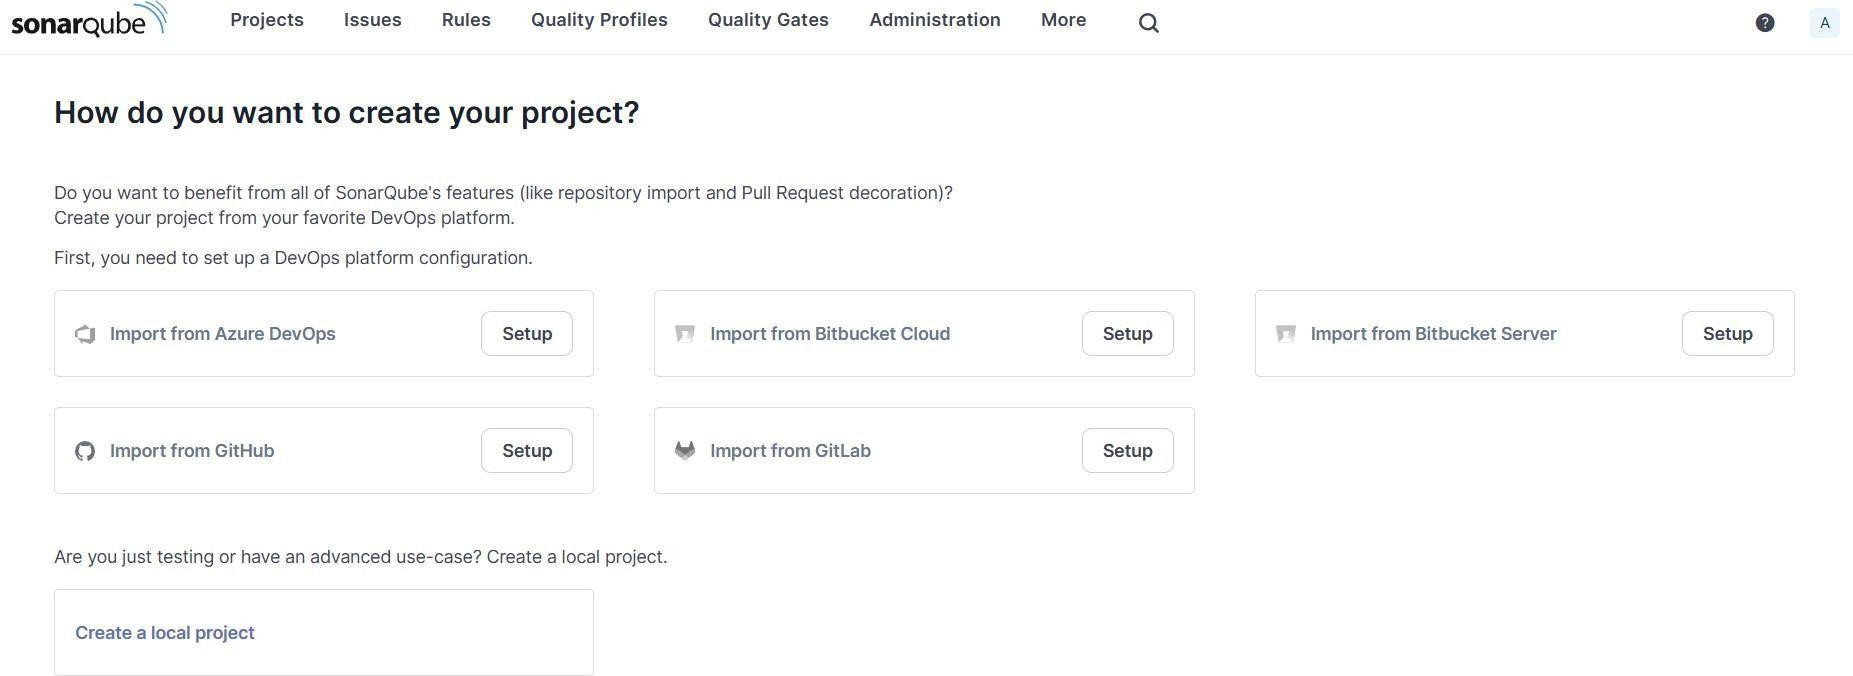 sonarqube Projects Issues Rules Quality Profiles Quality Gates Administration More ? A
How do you want to create your project?
Do you want to benefit from all of SonarQube's features (like repository import and Pull Request decoration)?
Create your project from your favorite DevOps platform.
First, you need to set up a DevOps platform configuration.
Import from Azure DevOps Setup Import from Bitbucket Cloud Setup Import from Bitbucket Server Setup
Import from GitHub Setup Import from GitLab Setup
Are you just testing or have an advanced use-case? Create a local project.
Create a local project